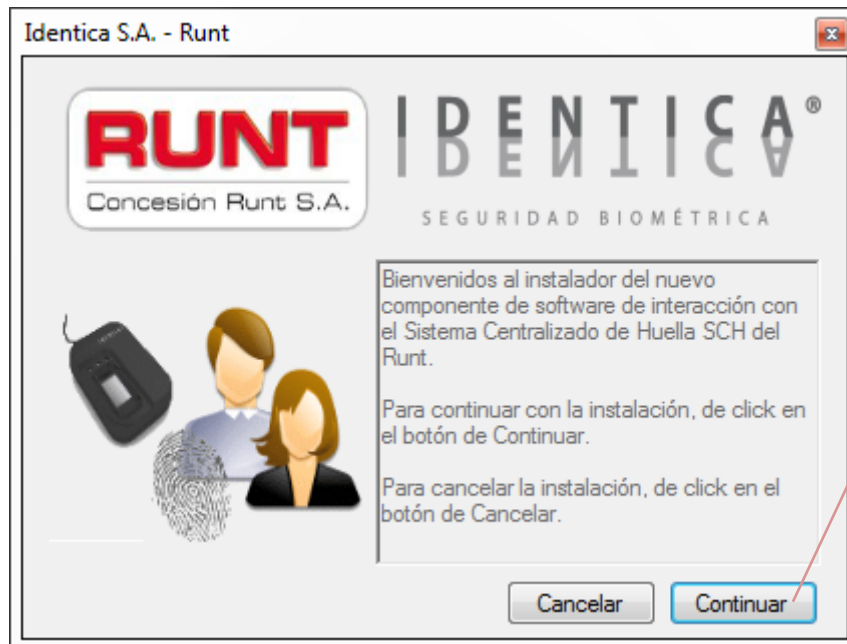 Identica S.A. - Runt
RUNT
Concesión Runt S.A.
IDENTICA®
SEGURIDAD BIOMÉTRICA
Bienvenidos al instalador del nuevo
componente de software de interacción con
el Sistema Centralizado de Huella SCH del
Runt.
Para continuar con la instalación, de click en
el botón de Continuar.
Para cancelar la instalación, de click en el
botón de Cancelar.
Cancelar
Continuar